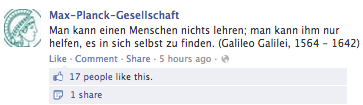 Max-Planck-Gesellschaft
Man kann einen Menschen nichts lehren; man kann ihm nur
helfen, es in sich selbst zu finden. (Galileo Galilei, 1564 - 1642)
Like · Comment · Share · 5 hours ago ·
17 people like this.
1 share